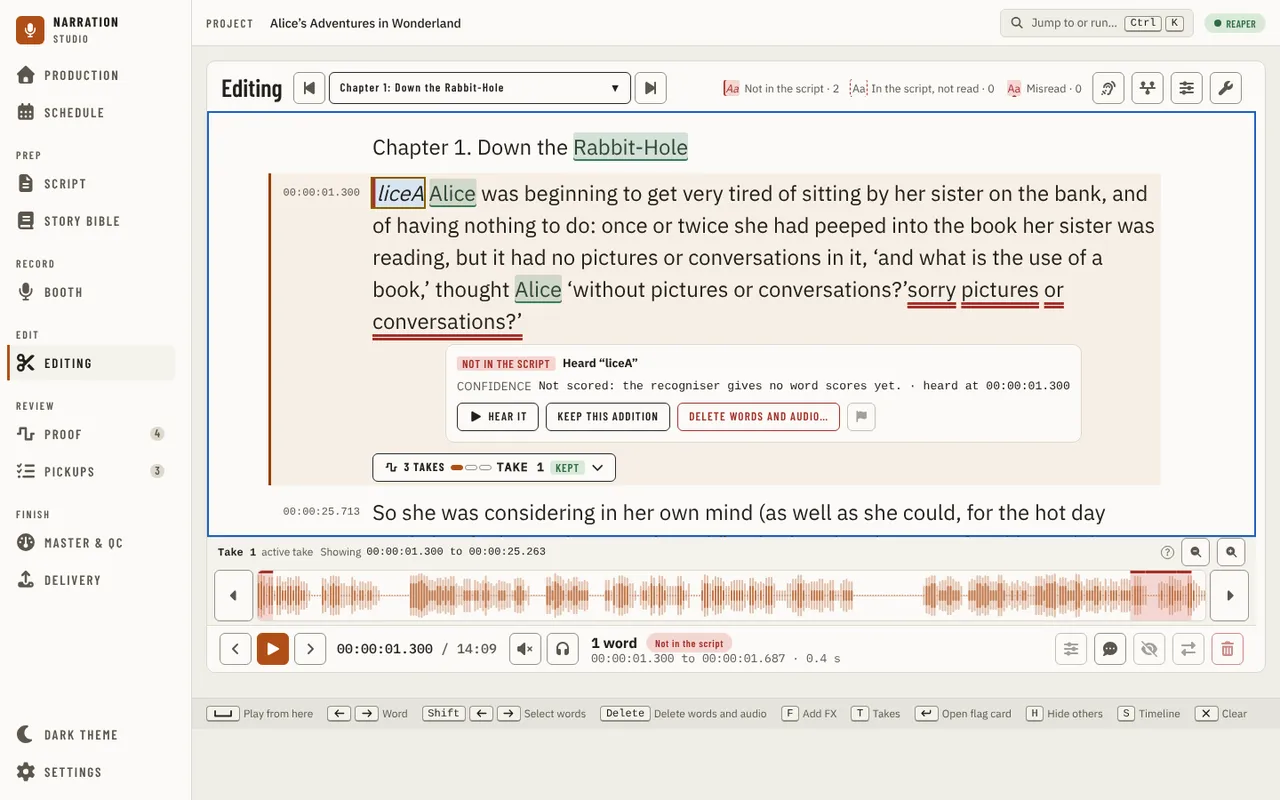 NARRATION
STUDIO
PROJECT Alice’s Adventures in Wonderland
Jump to or run... Ctrl K
REAPER
PRODUCTION
SCHEDULE
PREP
SCRIPT
STORY BIBLE
RECORD
BOOTH
EDIT
EDITING
REVIEW
PROOF 4
PICKUPS 3
FINISH
MASTER & QC
DELIVERY
DARK THEME
SETTINGS
Editing
Chapter 1: Down the Rabbit-Hole
Aa Not in the script · 2 Aa In the script, not read · 0 Aa Misread · 0
Chapter 1. Down the Rabbit-Hole
00:00:01.300 liceA Alice was beginning to get very tired of sitting by her sister on the bank, and
of having nothing to do: once or twice she had peeped into the book her sister was
reading, but it had no pictures or conversations in it, ‘and what is the use of a
book,’ thought Alice ‘without pictures or conversations?’sorry pictures or
conversations?’
NOT IN THE SCRIPT Heard “liceA”
CONFIDENCE Not scored: the recogniser gives no word scores yet. · heard at 00:00:01.300
HEAR IT KEEP THIS ADDITION DELETE WORDS AND AUDIO...
3 TAKES TAKE 1 KEPT
00:00:25.713 So she was considering in her own mind (as well as she could, for the hot day
Take 1 active take Showing 00:00:01.300 to 00:00:25.263
?
00:00:01.300 / 14:09
1 word Not in the script
00:00:01.300 to 00:00:01.687 · 0.4 s
Play from here Word Shift Select words Delete Delete words and audio F Add FX T Takes Open flag card H Hide others S Timeline Clear